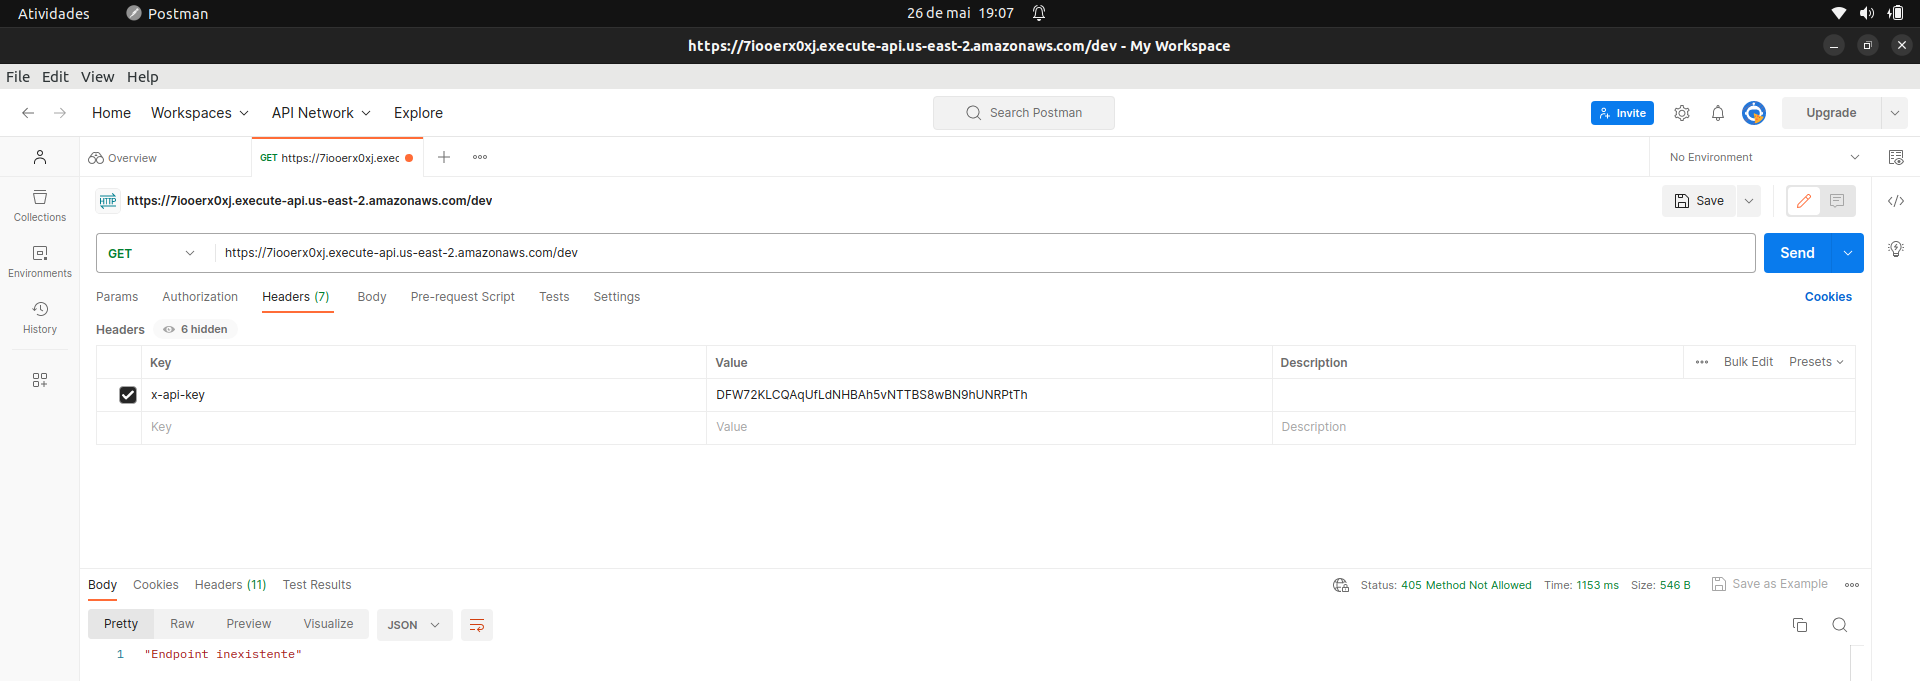 Atividades Postman 26 de mai 19:07
https://7iooerx0xj.execute-api.us-east-2.amazonaws.com/dev - My Workspace
File Edit View Help
Home Workspaces API Network Explore Search Postman Invite Upgrade
Overview GET https://7iooerx0xj.exec No Environment
HTTP https://7iooerx0xj.execute-api.us-east-2.amazonaws.com/dev Save
Collections
GET https://7iooerx0xj.execute-api.us-east-2.amazonaws.com/dev Send
Environments
Params Authorization Headers (7) Body Pre-request Script Tests Settings Cookies
History
Headers 6 hidden
Key Value Description Bulk Edit Presets
x-api-key DFW72KLCQAqUfLdNHBAh5vNTTBS8wBN9hUNRPtTh
Key Value Description
Body Cookies Headers (11) Test Results Status: 405 Method Not Allowed Time: 1153 ms Size: 546 B Save as Example
Pretty Raw Preview Visualize JSON
1 "Endpoint inexistente"